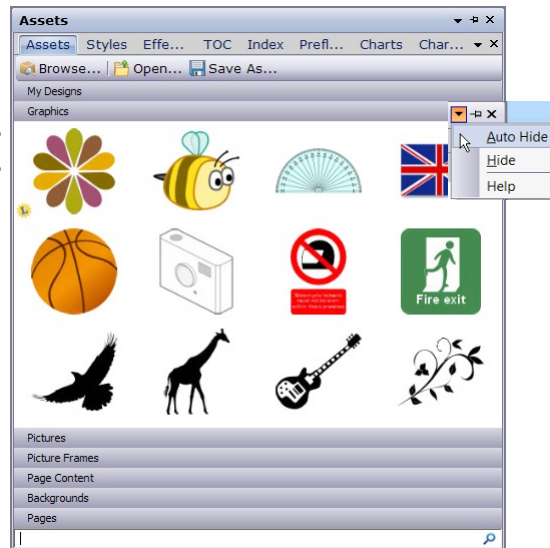 Assets
Assets Styles Effe... TOC Index Prefl... Charts Char...
Browse... Open... Save As...
My Designs
Graphics
Auto Hide
Hide
Help
Fire exit
Pictures
Picture Frames
Page Content
Backgrounds
Pages